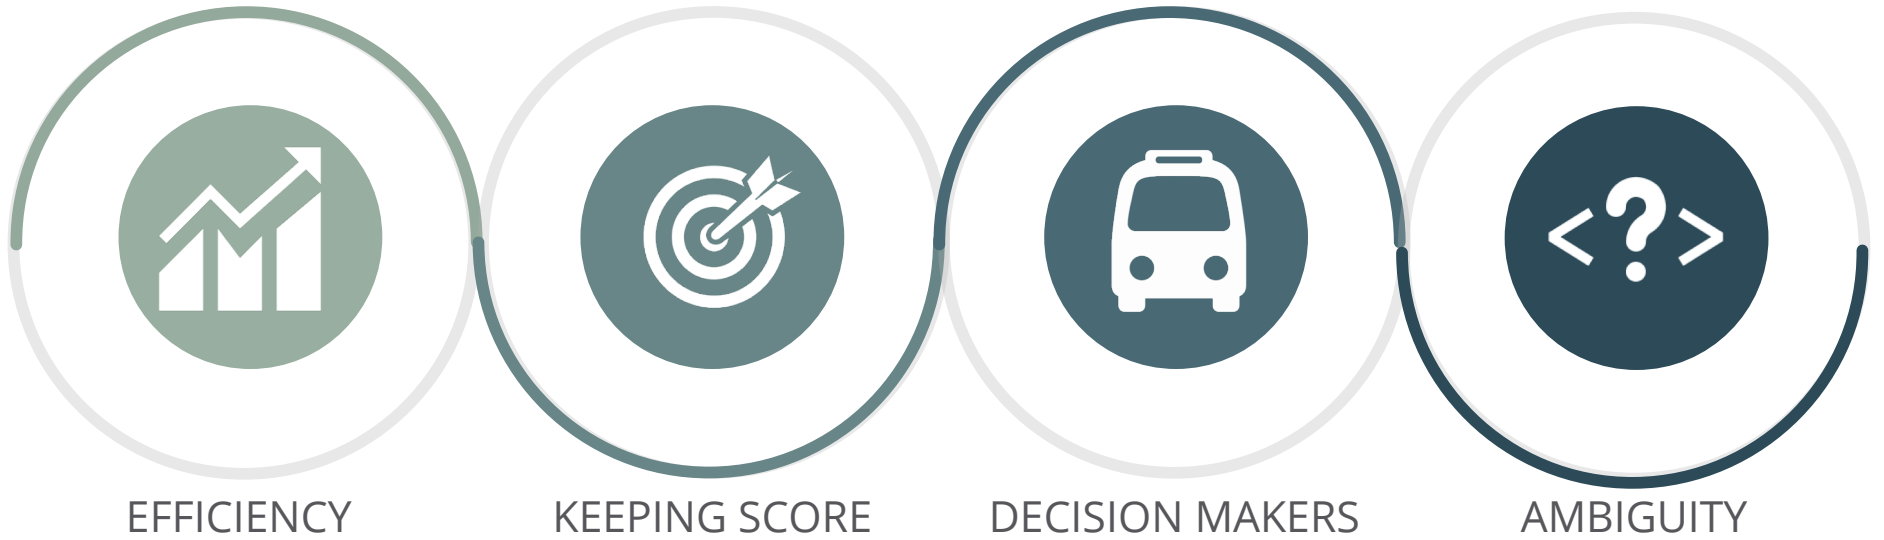 <?>
EFFICIENCY
KEEPING SCORE
DECISION MAKERS
AMBIGUITY